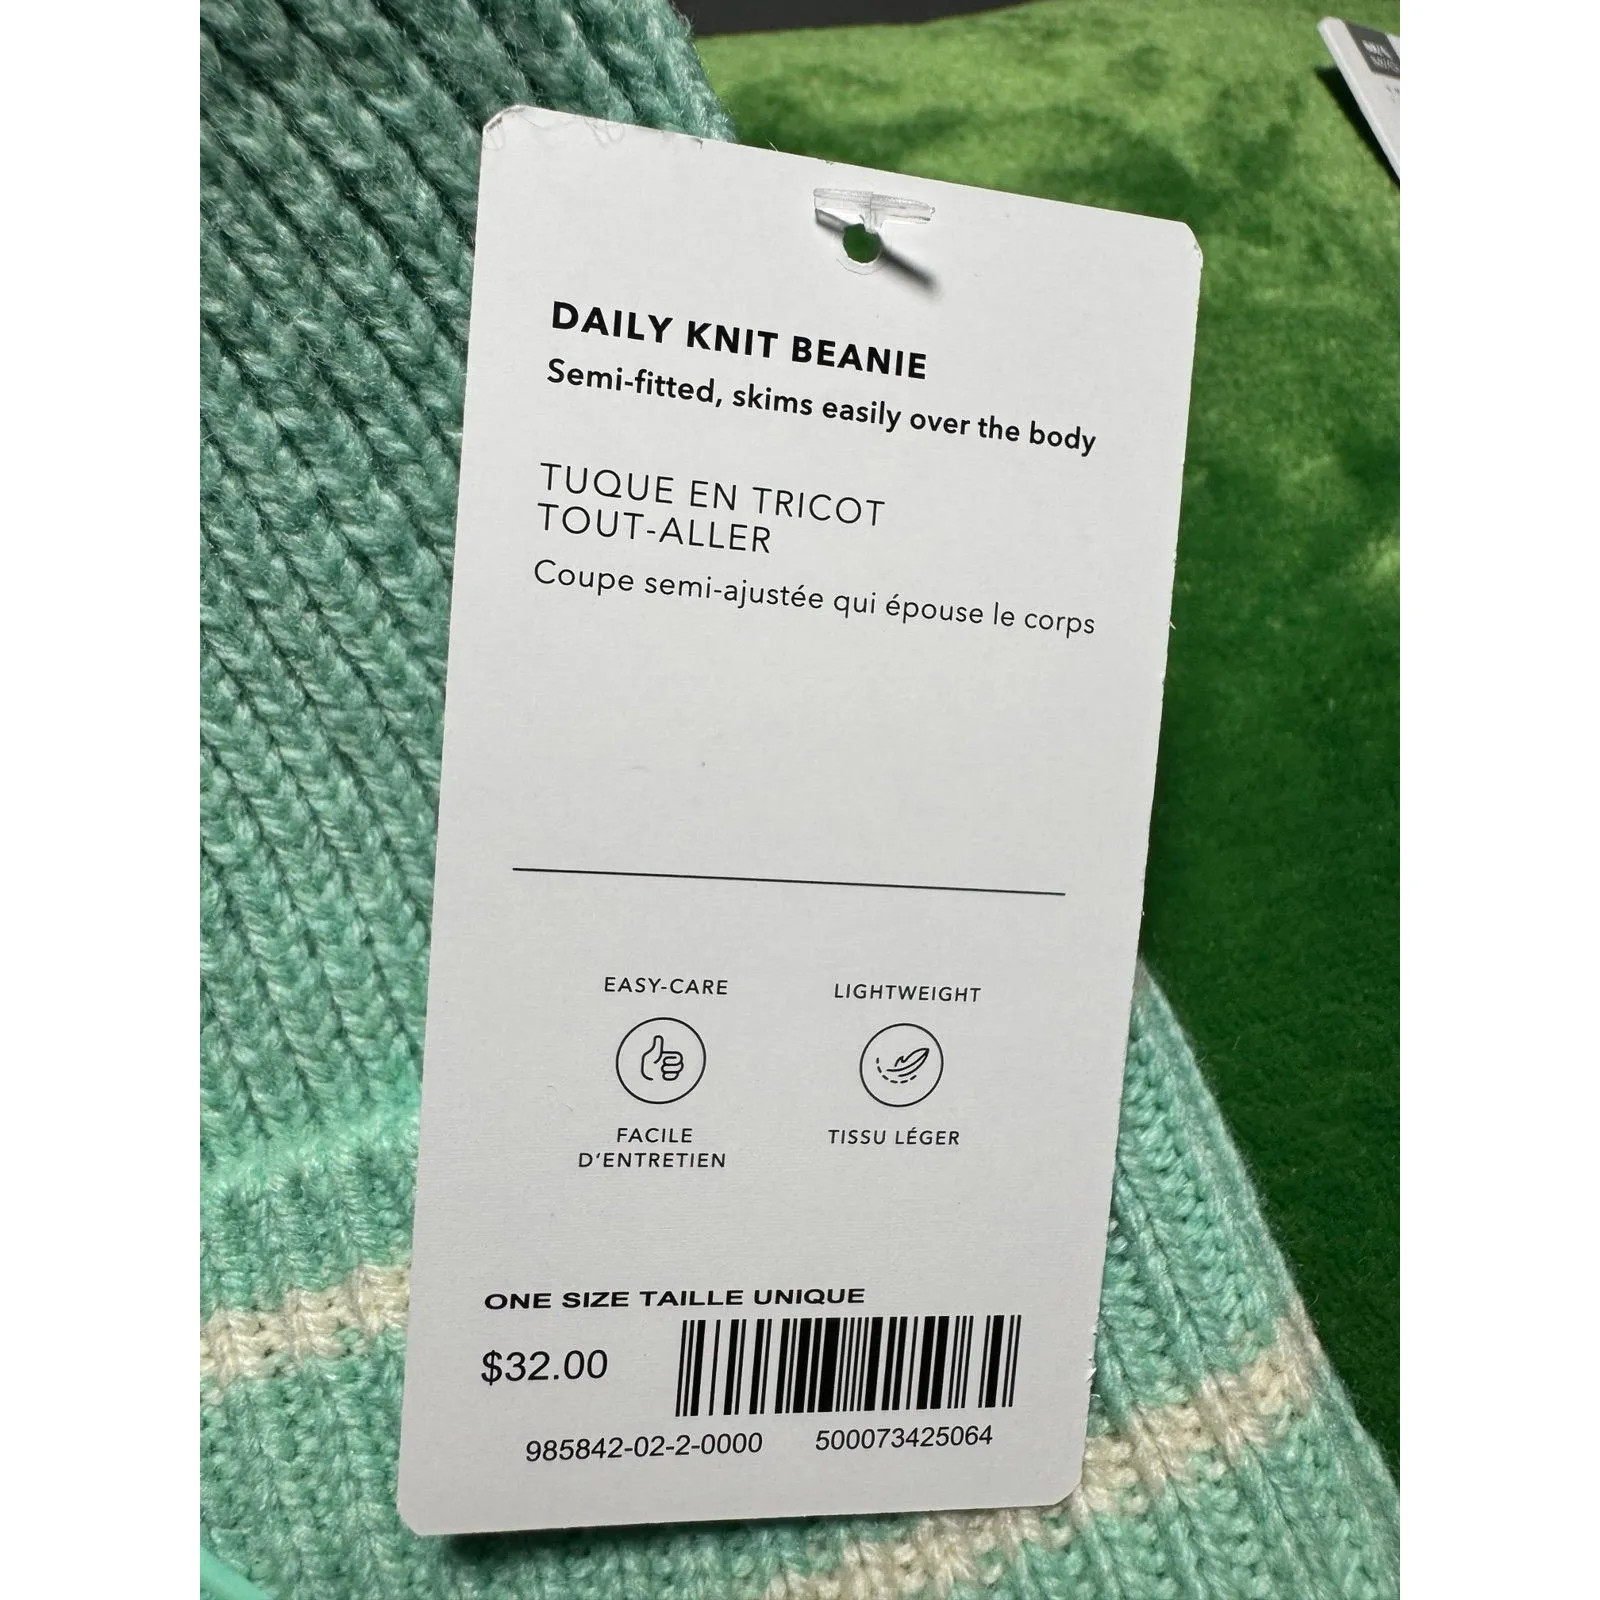 DAILY KNIT BEANIE
Semi-fitted, skims easily over the body
TUQUE EN TRICOT
TOUT-ALLER
Coupe semi-ajustée qui épouse le corps
EASY-CARE
LIGHTWEIGHT
FACILE
D'ENTRETIEN
TISSU LÉGER
ONE SIZE TAILLE UNIQUE
$32.00
985842-02-2-0000 500073425064